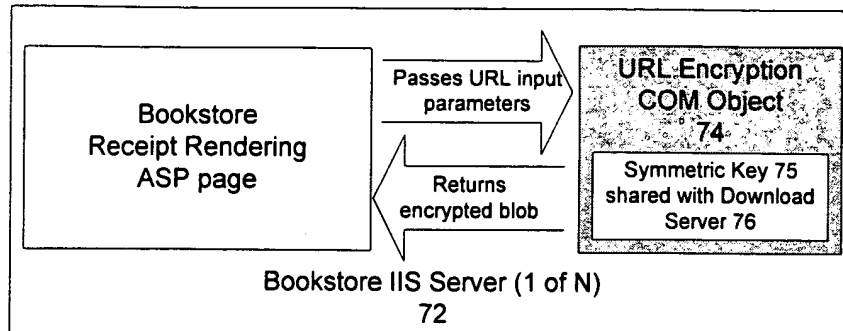 Bookstore
Receipt Rendering
ASP page
Passes URL input
parameters
Returns
encrypted blob
URL Encryption
COM Object
74
Symmetric Key 75
shared with Download
Server 76
Bookstore IIS Server (1 of N)
72